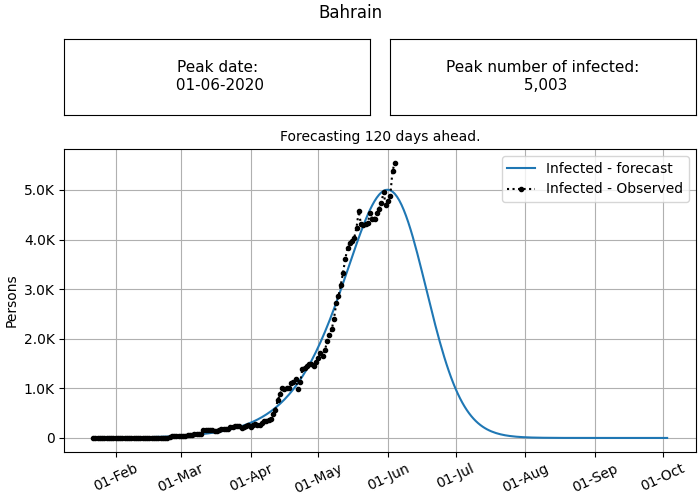 Bahrain
Peak date:
01-06-2020
Peak number of infected:
5,003
Forecasting 120 days ahead.
Infected - forecast
Infected - Observed
Persons
5.0K
4.0K
3.0K
2.0K
1.0K
0
01-Feb
01-Mar
01-Apr
01-May
01-Jun
01-Jul
01-Aug
01-Sep
01-Oct